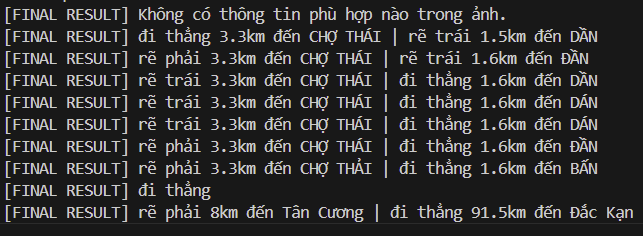 [FINAL RESULT] Không có thông tin phù hợp nào trong ảnh.
[FINAL RESULT] đi thẳng 3.3km đến CHỢ THÁI | rẽ trái 1.5km đến DẦN
[FINAL RESULT] rẽ phải 3.3km đến CHỢ THÁI | rẽ trái 1.6km đến ĐẦN
[FINAL RESULT] rẽ trái 3.3km đến CHỢ THÁI | đi thẳng 1.6km đến DẦN
[FINAL RESULT] rẽ trái 3.3km đến CHỢ THÁI | đi thẳng 1.6km đến DÁN
[FINAL RESULT] rẽ trái 3.3km đến CHỢ THÁI | đi thẳng 1.6km đến DÁN
[FINAL RESULT] rẽ phải 3.3km đến CHỢ THÁI | đi thẳng 1.6km đến ĐẦN
[FINAL RESULT] rẽ phải 3.3km đến CHỢ THẢI | đi thẳng 1.6km đến BẤN
[FINAL RESULT] đi thẳng
[FINAL RESULT] rẽ phải 8km đến Tân Cương | đi thẳng 91.5km đến Đắc Kạn